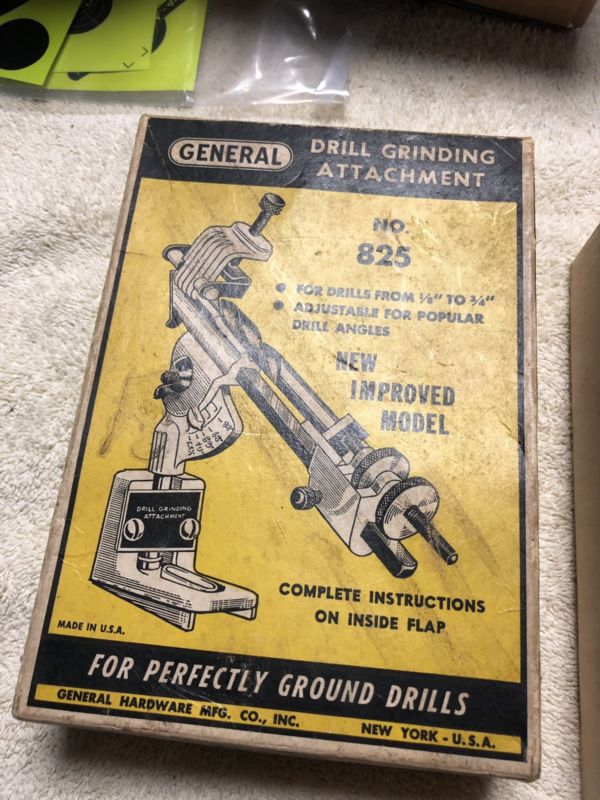 GENERAL
DRILL GRINDING
ATTACHMENT
NO.
825
FOR DRILLS FROM 1/8" TO 3/4"
ADJUSTABLE FOR POPULAR
DRILL ANGLES
NEW
IMPROVED
MODEL
DRILL GRINDING
ATTACHMENT
COMPLETE INSTRUCTIONS
ON INSIDE FLAP
MADE IN U.S.A.
FOR PERFECTLY GROUND DRILLS
GENERAL HARDWARE MFG. CO., INC.
NEW YORK - U.S.A.